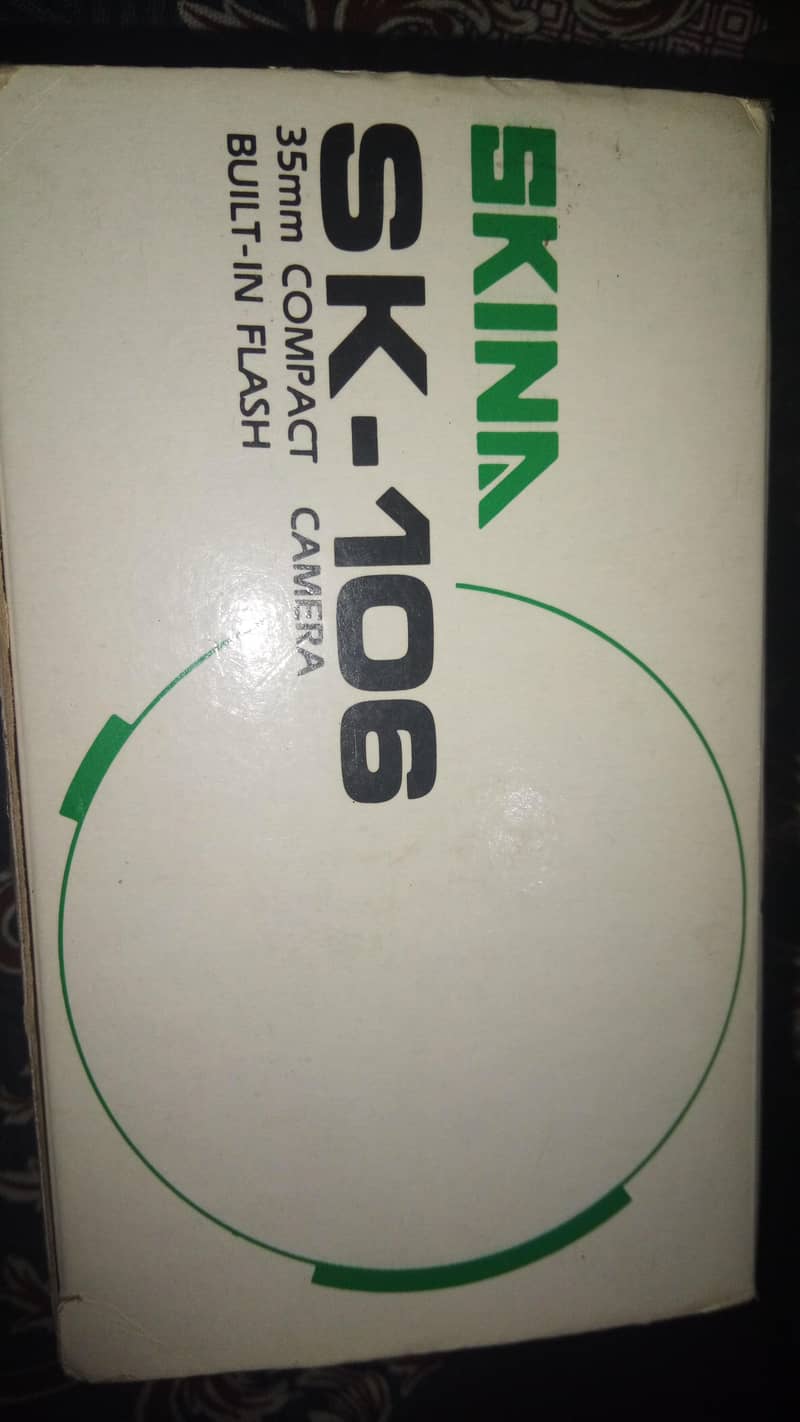 SKINA
SK-106
35mm COMPACT CAMERA
BUILT-IN FLASH